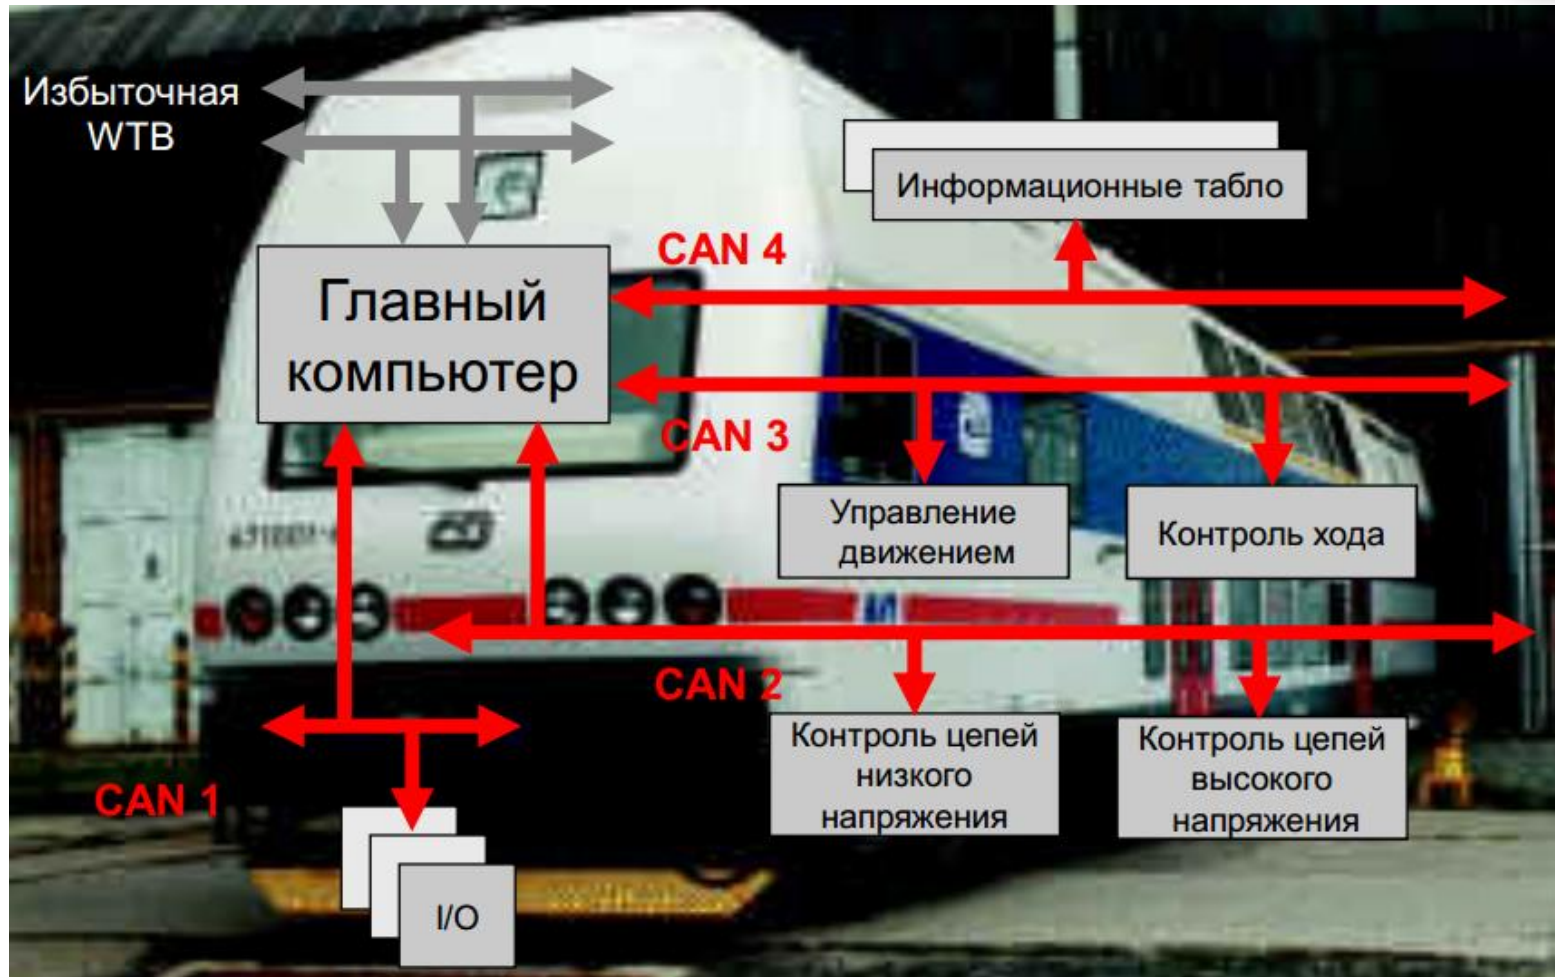 Избыточная
WTB
Информационные табло
CAN 4
Главный
компьютер
CAN 3
Управление
движением
Контроль хода
CAN 2
Контроль цепей
низкого
напряжения
Контроль цепей
высокого
напряжения
CAN 1
I/O